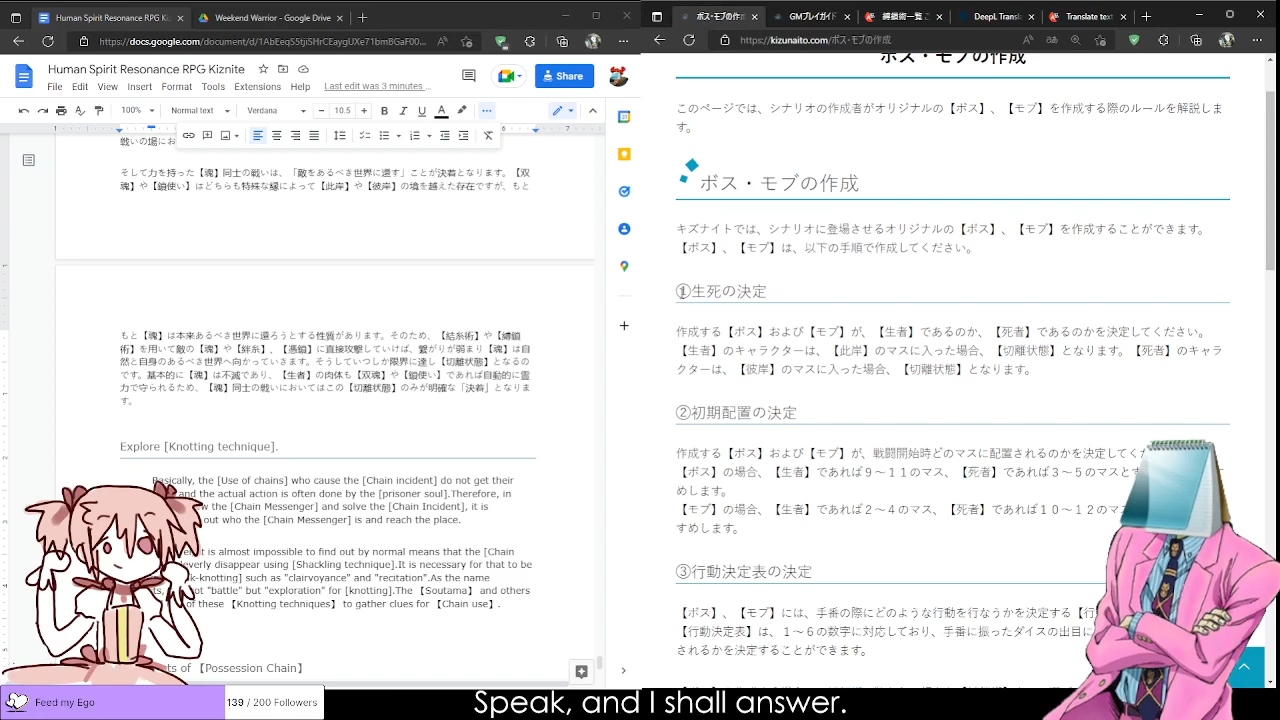 Human Spirit Resonance RPG Kiznite
Weekend Warrior - Google Drive
https://docs.google.com/document/d/1AbEeqS5tjiSHrCEaygUXe71bmBGaF00...
Human Spirit Resonance RPG Kiznite
File Edit View Insert Format Tools Extensions Help
Last edit was 3 minutes ...
Share
100%
Normal text
Verdana
10.5
そして力を持った【魂】同士の戦いは、「敵をあるべき世界に還す」ことが決着となります。【双
魂】や【鎖使い】はどちらも特殊な縁によって【此岸】や【彼岸】の境を越えた存在ですが、もと
もと【魂】は本来あるべき世界に還ろうとする性質があります。そのため、【結糸術】や【縛鎖
術】を用いて敵の【魂】や【絆糸】、【憑鎖】に直接攻撃していけば、繋がりが弱まり【魂】は自
然と自身のあるべき世界へ向かっていきます。そうしていつしか限界に達し【切離状態】となるの
です。基本的に【魂】は不滅であり、【生者】の肉体も【双魂】や【鎖使い】であれば自動的に霊
力で守られるため、【魂】同士の戦いにおいてはこの【切離状態】のみが明確な「決着」となりま
す。
Explore [Knotting technique].
Basically, the [Use of chains] who cause the [Chain incident] do not get their
and the actual action is often done by the [prisoner soul].Therefore, in
w the [Chain Messenger] and solve the [Chain Incident], it is
out who the [Chain Messenger] is and reach the place.
it is almost impossible to find out by normal means that the [Chain
everly disappear using [Shackling technique].It is necessary for that to be
k-knotting] such as "clairvoyance" and "recitation".As the name
ot "battle" but "exploration" for [knotting].The 【Soutama】 and others
of these 【Knotting techniques】 to gather clues for 【Chain use】.
ts of 【Possession Chain】
Feed my Ego
139 / 200 Followers
ボス・モブの作成
GMプレイガイド
縛鎖術一覧
DeepL Transl
Translate text
https://kizunaito.com/ボス・モブの作成
ボス・モブの作成
このページでは、シナリオの作成者がオリジナルの【ボス】、【モブ】を作成する際のルールを解説しま
す。
ボス・モブの作成
キズナイトでは、シナリオに登場させるオリジナルの【ボス】、【モブ】を作成することができます。
【ボス】、【モブ】は、以下の手順で作成してください。
①生死の決定
作成する【ボス】および【モブ】が、【生者】であるのか、【死者】であるのかを決定してください。
【生者】のキャラクターは、【此岸】のマスに入った場合、【切離状態】となります。【死者】のキャラ
クターは、【彼岸】のマスに入った場合、【切離状態】となります。
②初期配置の決定
作成する【ボス】および【モブ】が、戦闘開始時どのマスに配置されるのかを決定してく
【ボス】の場合、【生者】であれば９～１１のマス、【死者】であれば３～５のマスと
めします。
【モブ】の場合、【生者】であれば２～４のマス、【死者】であれば１０～１２のマス
すめします。
③行動決定表の決定
【ボス】、【モブ】には、手番の際にどのような行動を行なうかを決定する【行
【行動決定表】は、１～６の数字に対応しており、手番に振ったダイスの出目に
されるかを決定することができます。
Speak, and I shall answer.